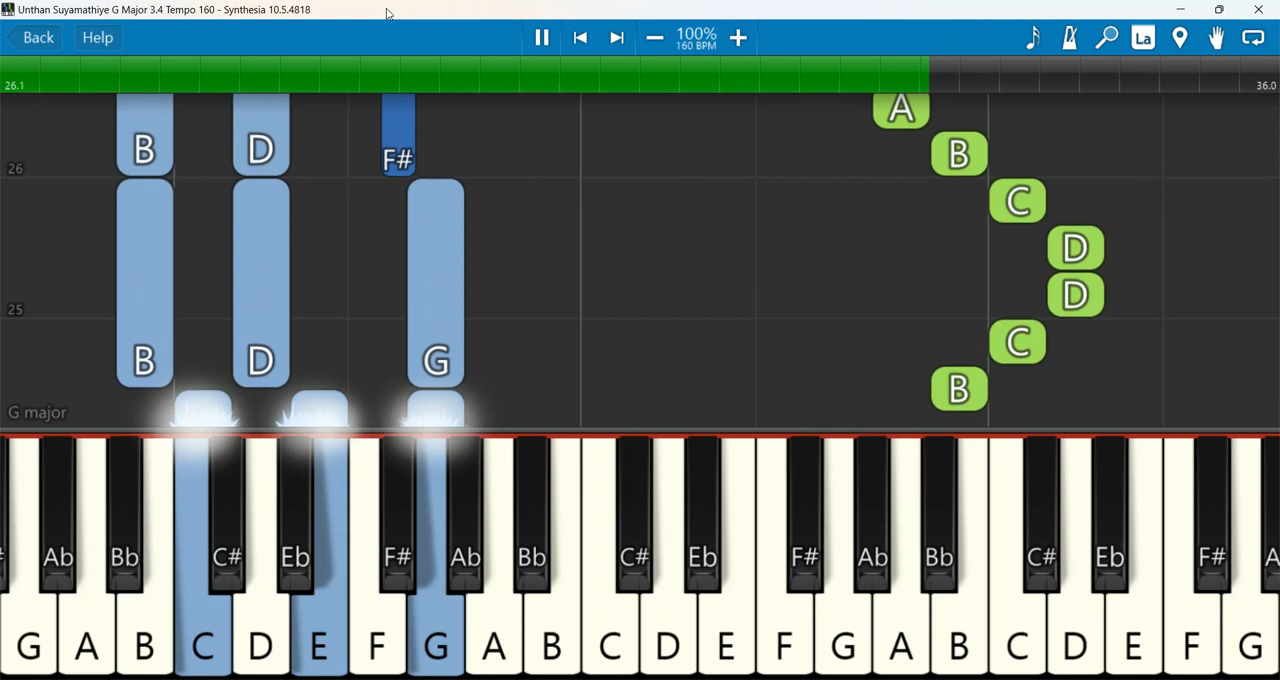 Unthan Suyamathiye G Major 3.4 Tempo 160 - Synthesia 10.5.4818
Back Help 100% La
160 BPM
26.1 36.0
A
B D F# B
26
C
D
D
25
C
B D G B
G major
Ab Bb C# Eb F# Ab Bb C# Eb F# Ab Bb C# Eb F# A
G A B C D E F G A B C D E F G A B C D E F G